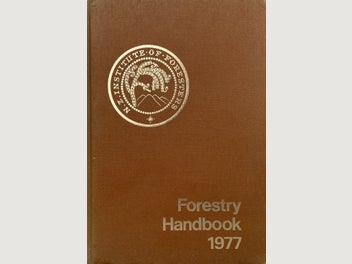 N.Z. INSTITUTE·OF·FORESTERS
Forestry
Handbook
1977